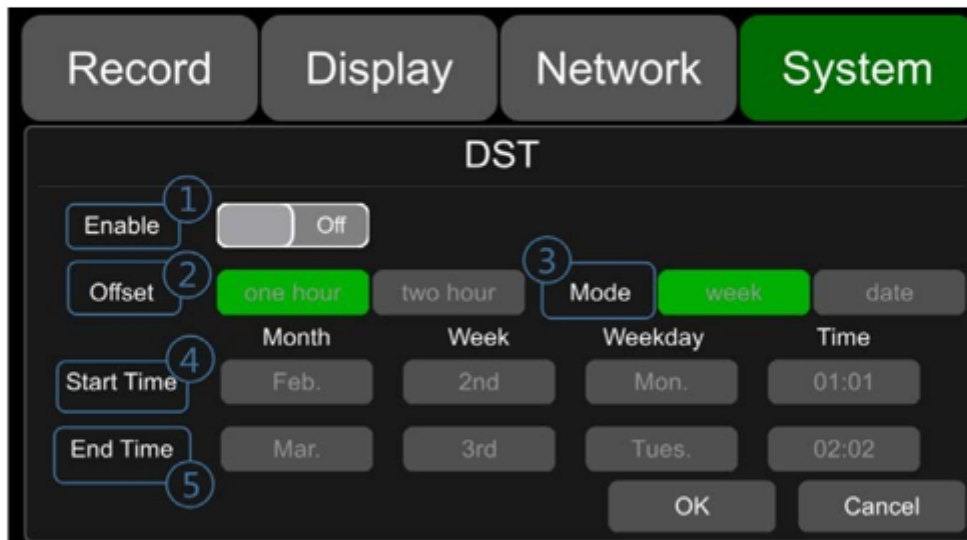 Record Display Network System
DST
Enable ① Off
Offset ② one hour two hour ③ Mode week date
Month Week Weekday Time
Start Time ④ Feb. 2nd Mon. 01:01
End Time ⑤ Mar. 3rd Tues. 02:02
OK Cancel